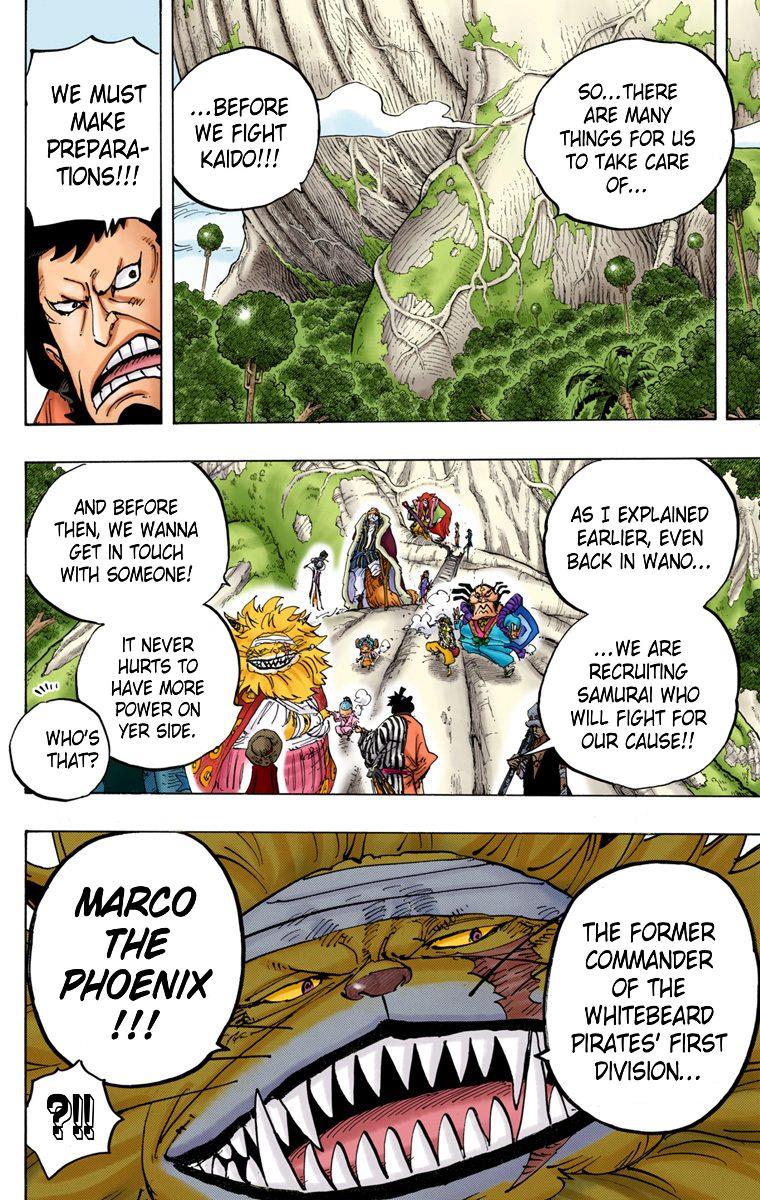 SO...THERE
ARE MANY
THINGS FOR US
TO TAKE CARE
OF...
...BEFORE
WE FIGHT
KAIDO!!!
WE MUST
MAKE
PREPARA-
TIONS!!!
AS I EXPLAINED
EARLIER, EVEN
BACK IN WANO...
...WE ARE
RECRUITING
SAMURAI WHO
WILL FIGHT FOR
OUR CAUSE!!
AND BEFORE
THEN, WE WANNA
GET IN TOUCH
WITH SOMEONE!
IT NEVER
HURTS TO
HAVE MORE
POWER ON
YER SIDE.
WHO'S
THAT?
THE FORMER
COMMANDER
OF THE
WHITEBEARD
PIRATES' FIRST
DIVISION...
MARCO
THE
PHOENIX
!!!
?!!